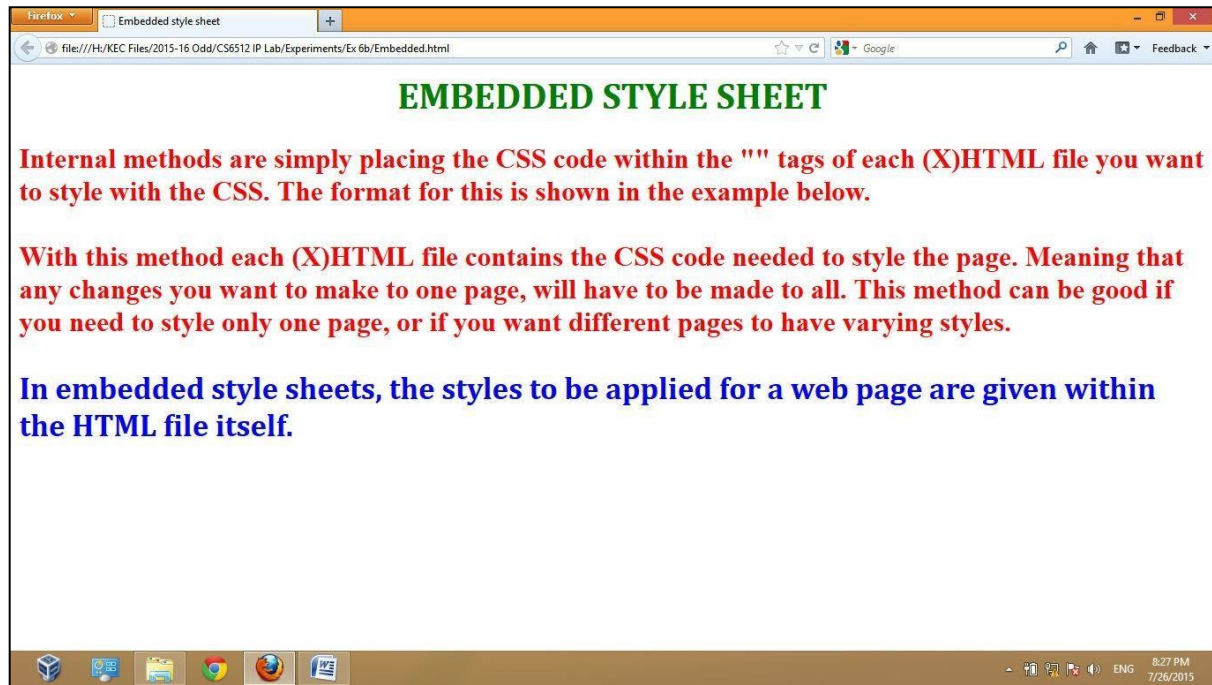 Firefox
Embedded style sheet
file:///H:/KEC Files/2015-16 Odd/CS6512 IP Lab/Experiments/Ex 6b/Embedded.html
Google
Feedback
EMBEDDED STYLE SHEET
Internal methods are simply placing the CSS code within the "" tags of each (X)HTML file you want
to style with the CSS. The format for this is shown in the example below.
With this method each (X)HTML file contains the CSS code needed to style the page. Meaning that
any changes you want to make to one page, will have to be made to all. This method can be good if
you need to style only one page, or if you want different pages to have varying styles.
In embedded style sheets, the styles to be applied for a web page are given within
the HTML file itself.
ENG
8:27 PM
7/26/2015